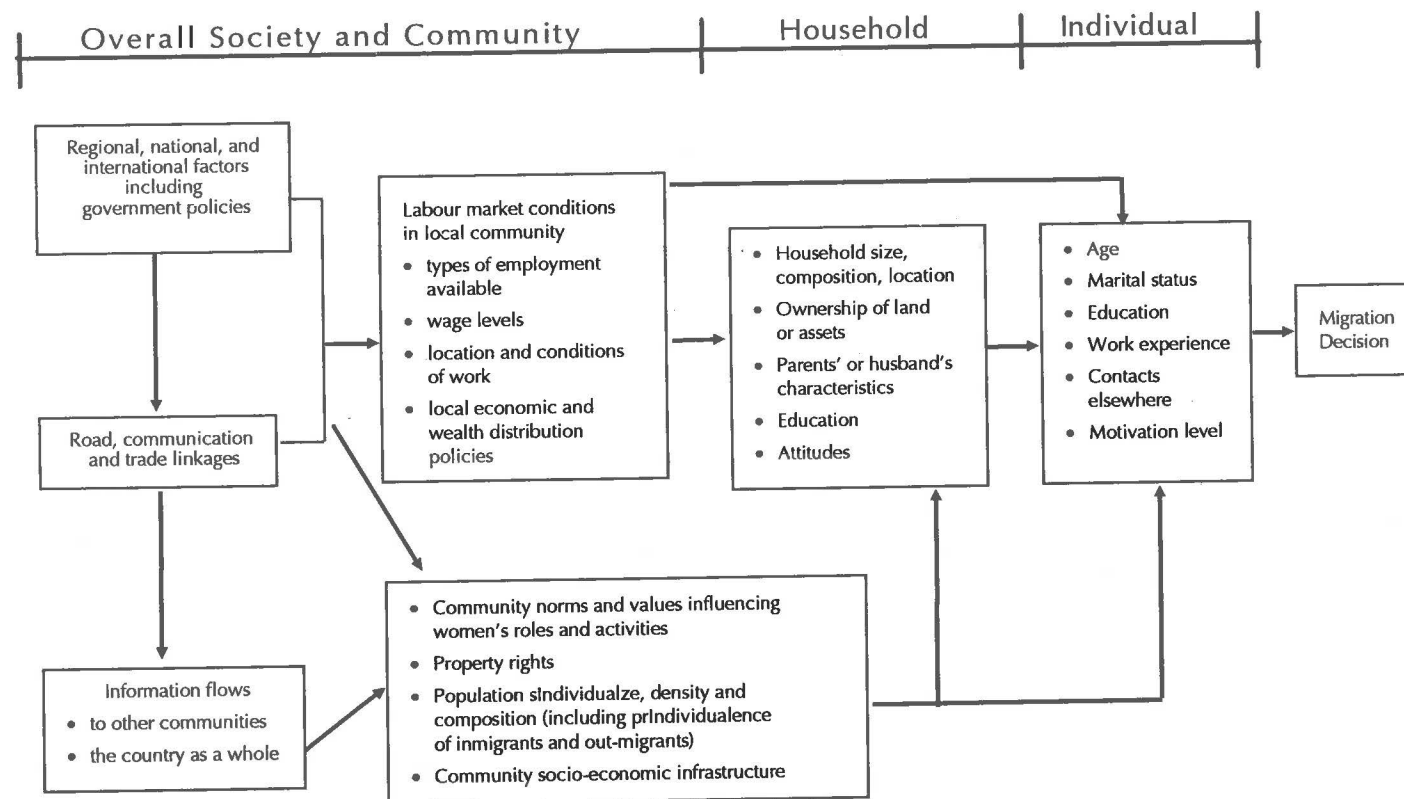 Overall Society and Community
Household
Individual
Regional, national, and
international factors
including
government policies
Road, communication
and trade linkages
Information flows
• to other communities
• the country as a whole
Labour market conditions
in local community
• types of employment
available
• wage levels
• location and conditions
of work
• local economic and
wealth distribution
policies
• Community norms and values influencing
women's roles and activities
• Property rights
• Population sIndividualze, density and
composition (including prIndividualence
of inmigrants and out-migrants)
• Community socio-economic infrastructure
• Household size,
composition, location
• Ownership of land
or assets
• Parents' or husband's
characteristics
• Education
• Attitudes
• Age
• Marital status
• Education
• Work experience
• Contacts
elsewhere
• Motivation level
Migration
Decision